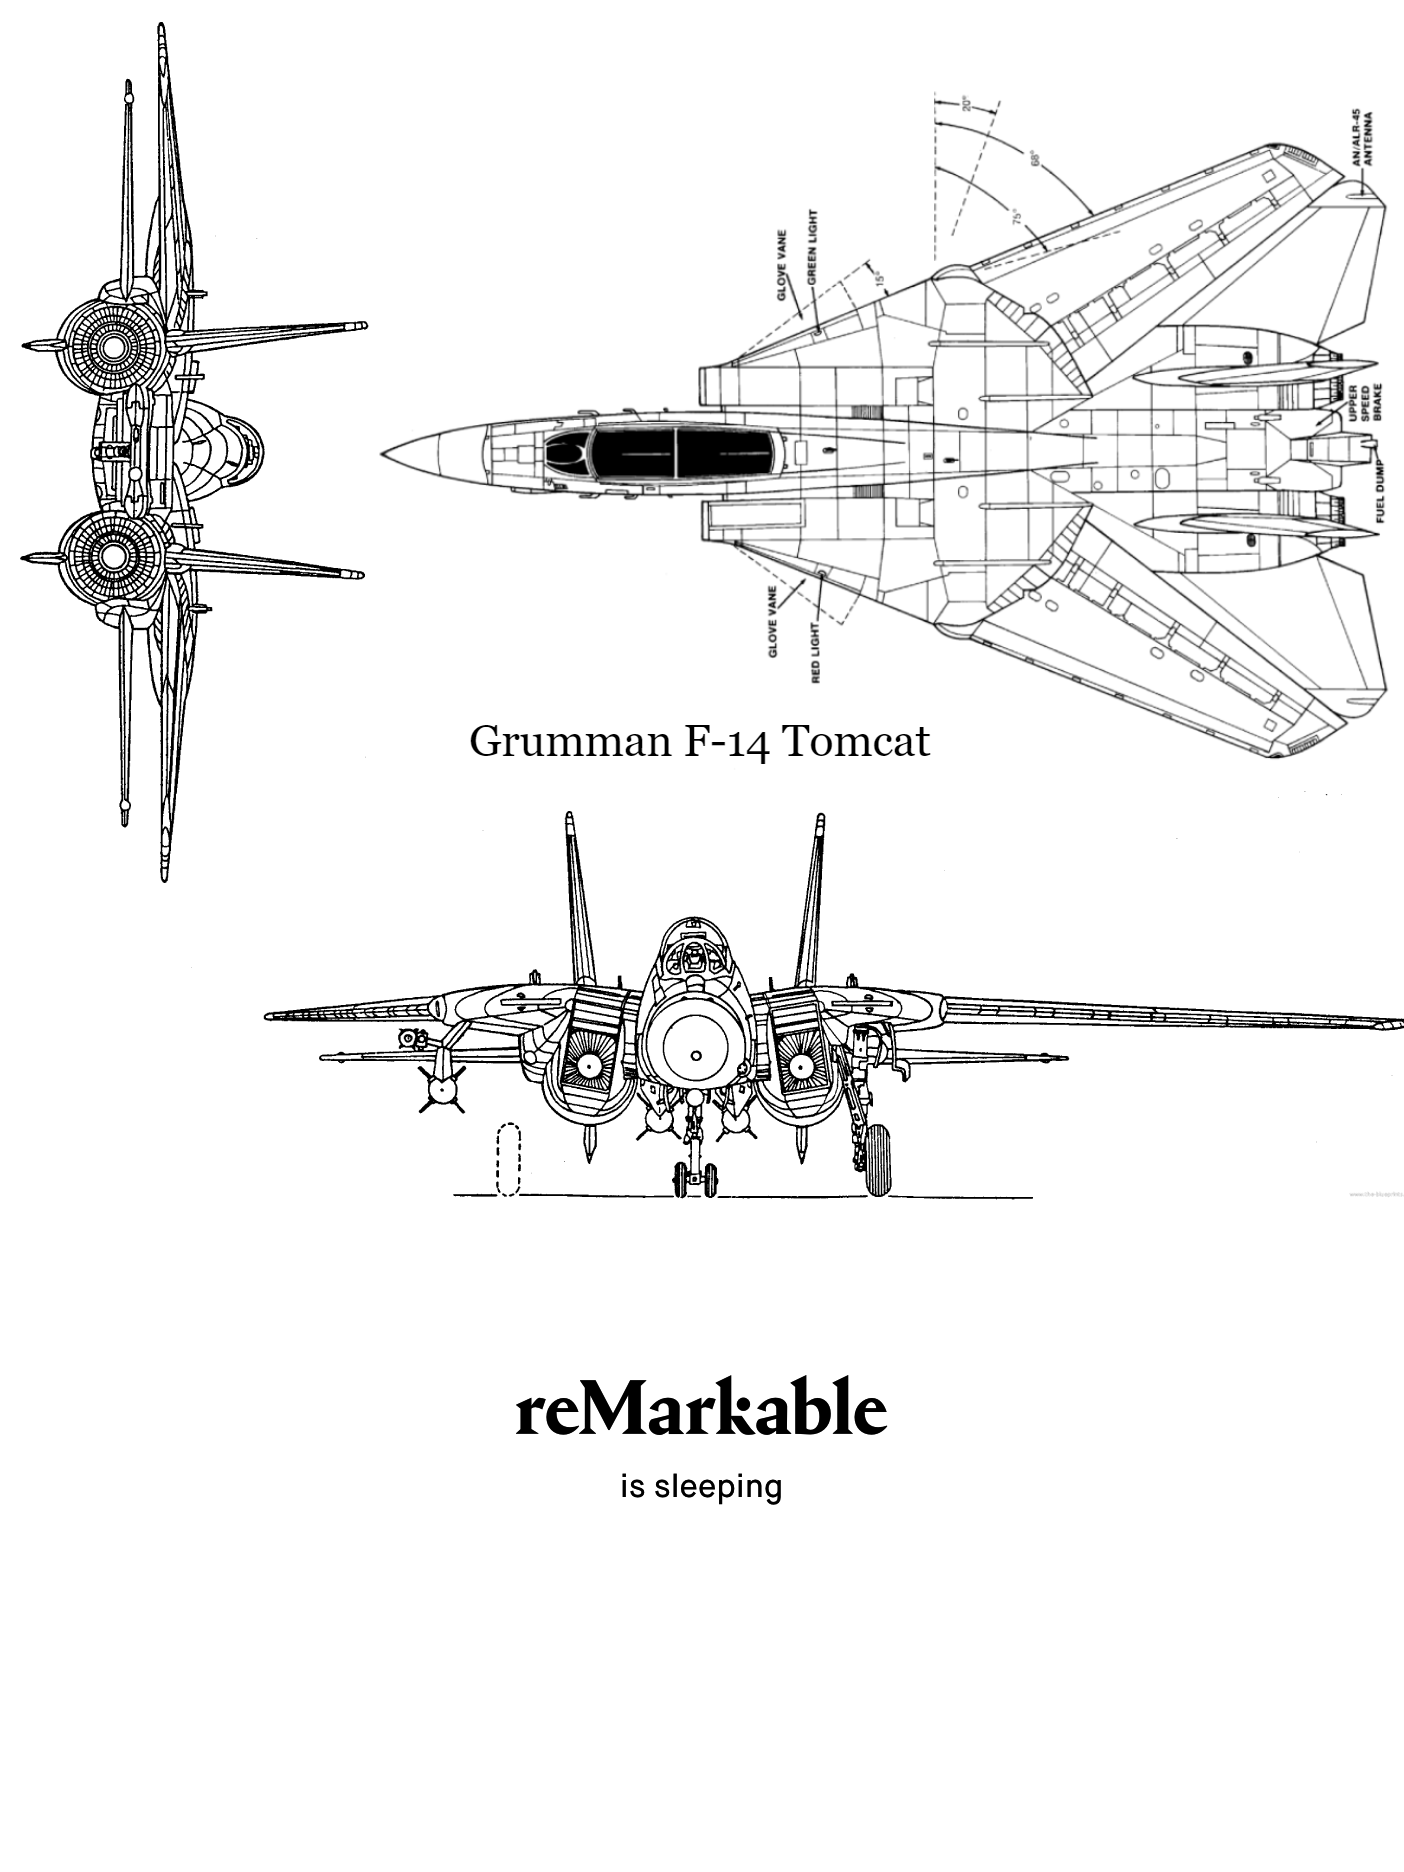 20°
68°
75°
AN/ALR-45
ANTENNA
GLOVE VANE
GREEN LIGHT
15°
UPPER
SPEED
BRAKE
FUEL DUMP
GLOVE VANE
RED LIGHT
Grumman F-14 Tomcat
reMarkable
is sleeping